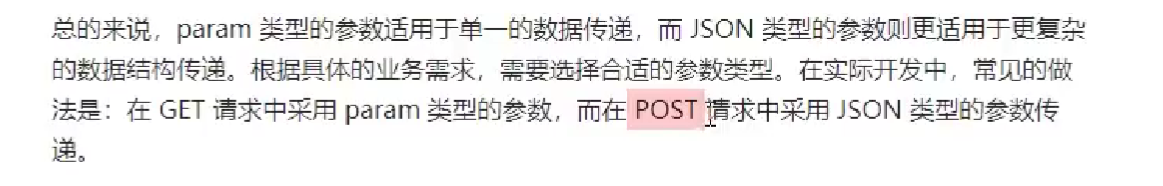 总的来说，param 类型的参数适用于单一的数据传递，而 JSON 类型的参数则更适用于更复杂
的数据结构传递。根据具体的业务需求，需要选择合适的参数类型。在实际开发中，常见的做
法是：在 GET 请求中采用 param 类型的参数，而在 POST 请求中采用 JSON 类型的参数传
递。